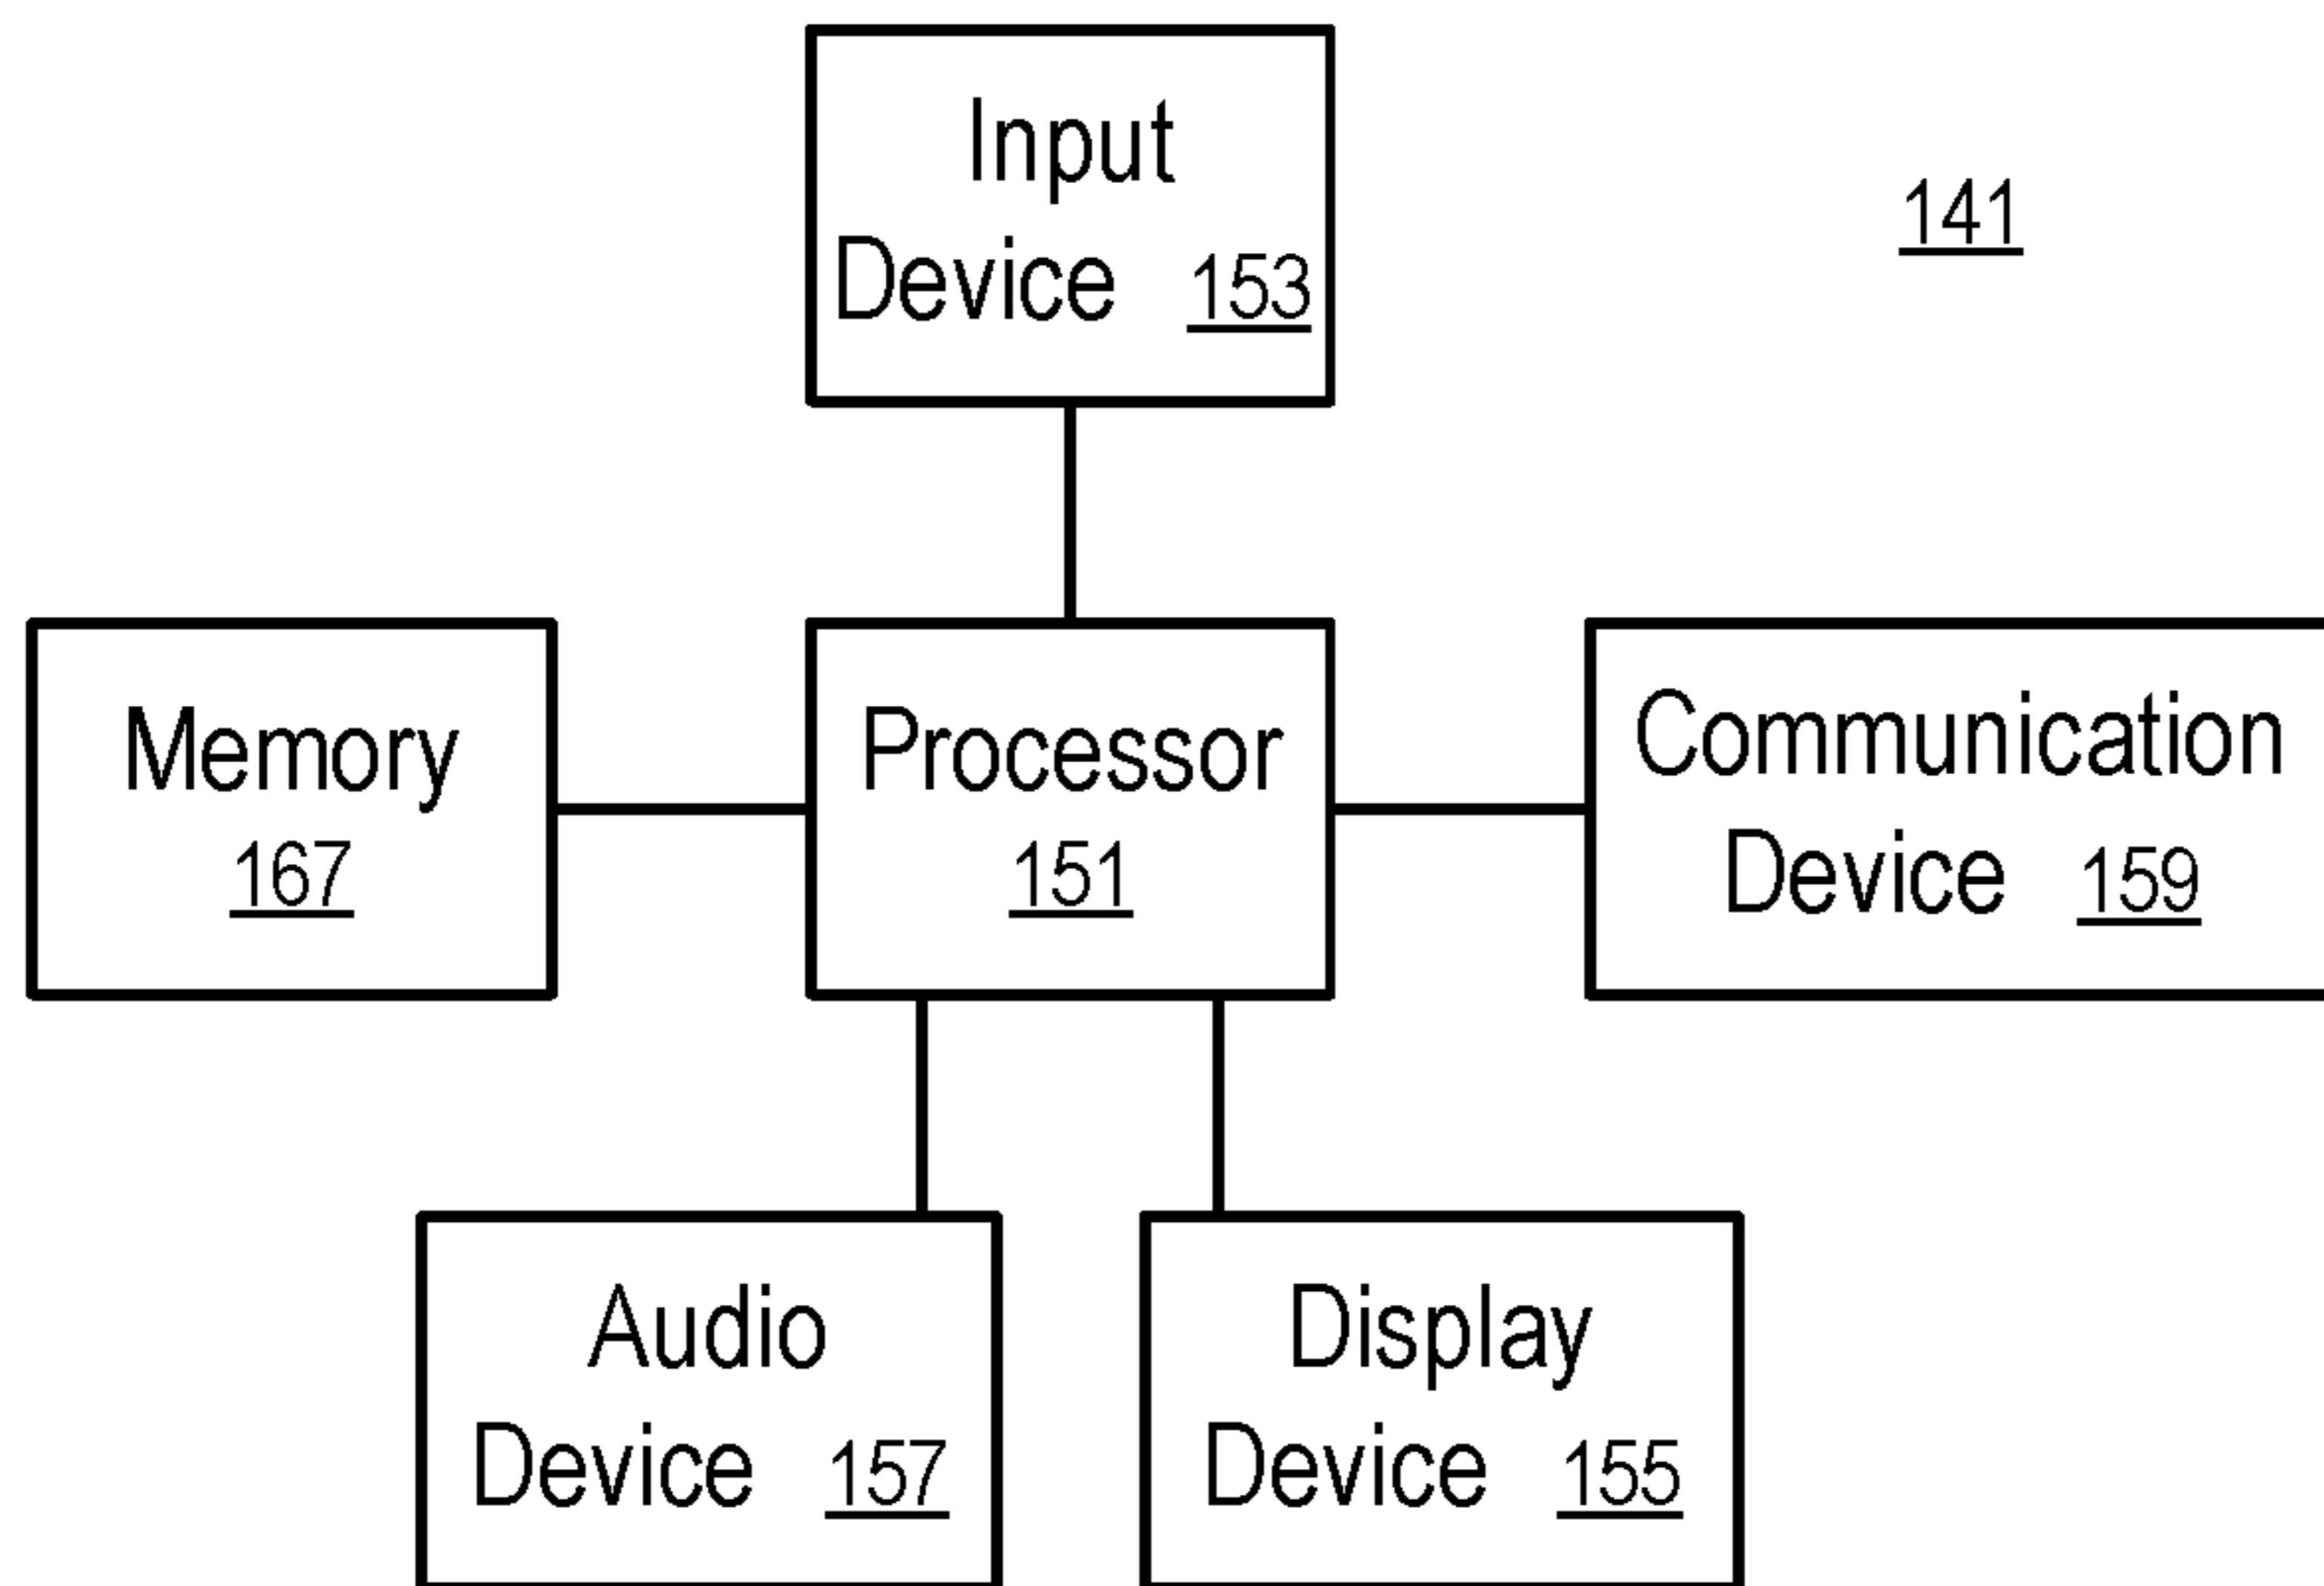 Input
Device 153
141
Memory
167
Processor
151
Communication
Device 159
Audio
Device 157
Display
Device 155